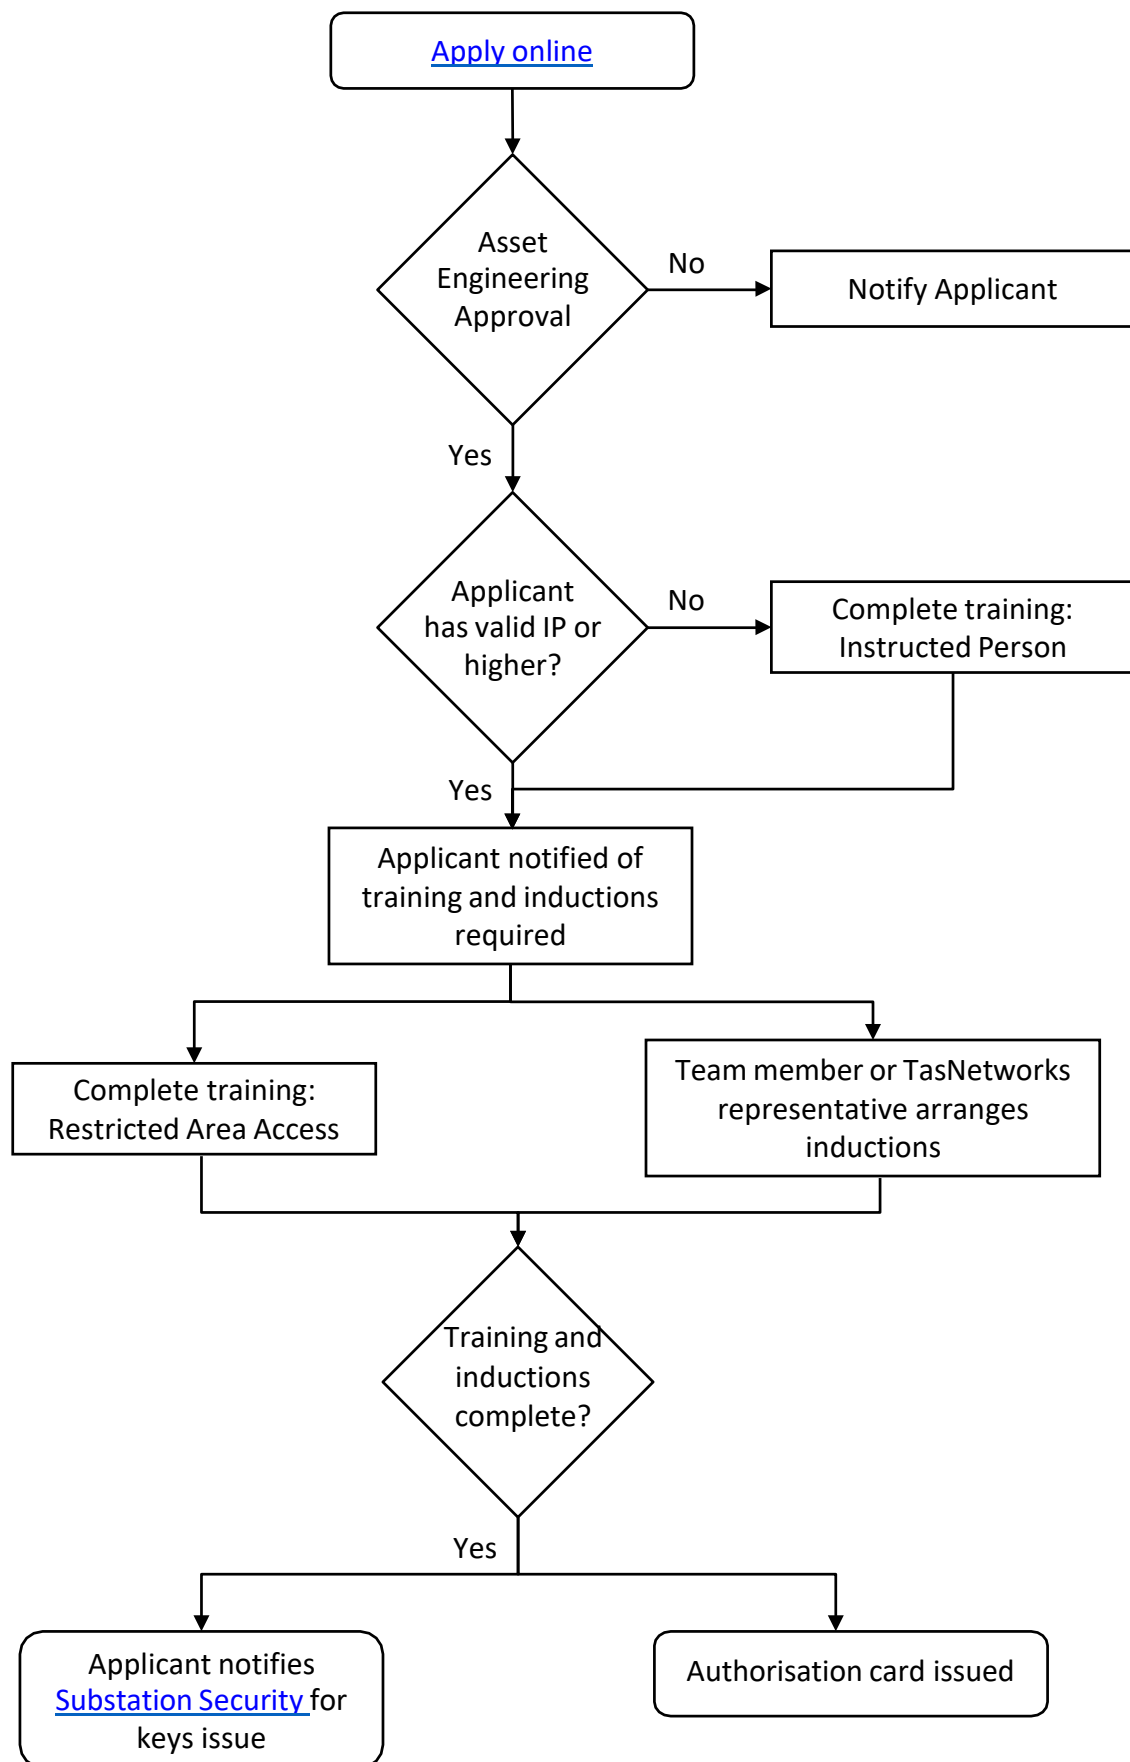 Apply online
Asset
Engineering
Approval
No
Notify Applicant
Yes
Applicant
has valid IP or
higher?
No
Complete training:
Instructed Person
Yes
Applicant notified of
training and inductions
required
Complete training:
Restricted Area Access
Team member or TasNetworks
representative arranges
inductions
Training and
inductions
complete?
Yes
Applicant notifies
Substation Security for
keys issue
Authorisation card issued